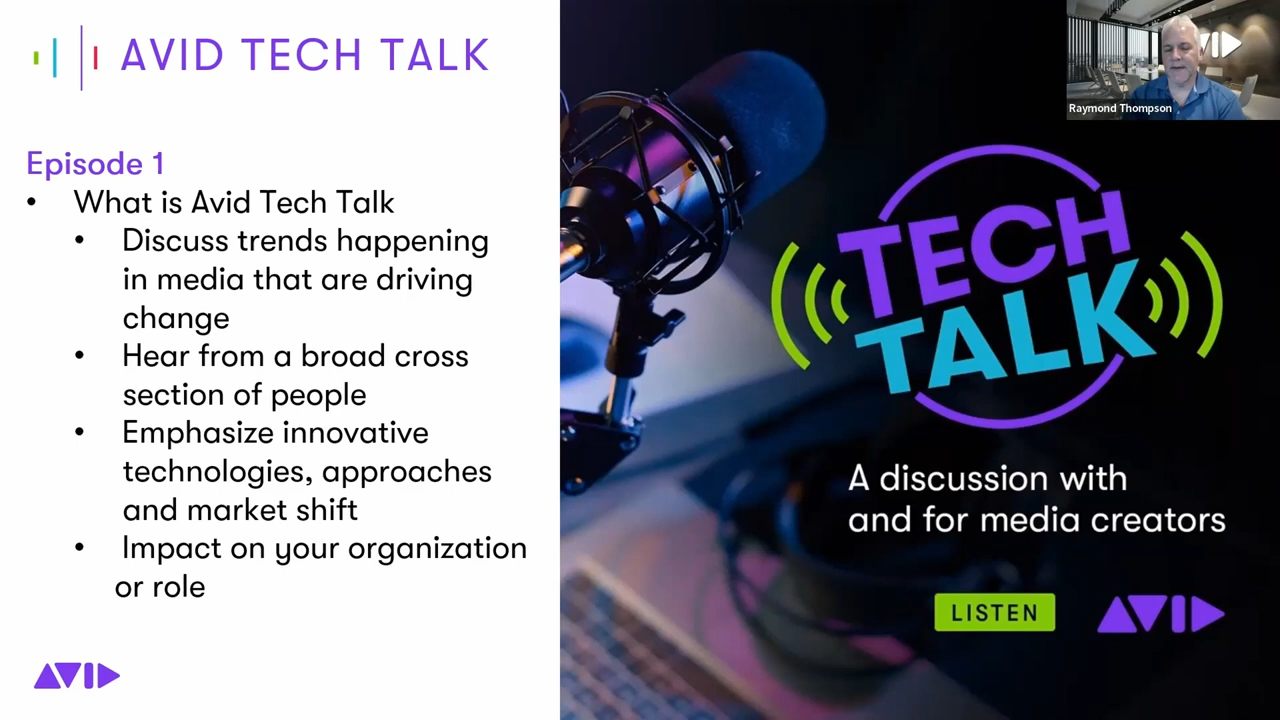 AVID TECH TALK
Episode 1
• What is Avid Tech Talk
• Discuss trends happening
in media that are driving
change
• Hear from a broad cross
section of people
• Emphasize innovative
technologies, approaches
and market shift
• Impact on your organization
or role
AVID
Raymond Thompson
TECH
TALK
A discussion with
and for media creators
LISTEN
AVID